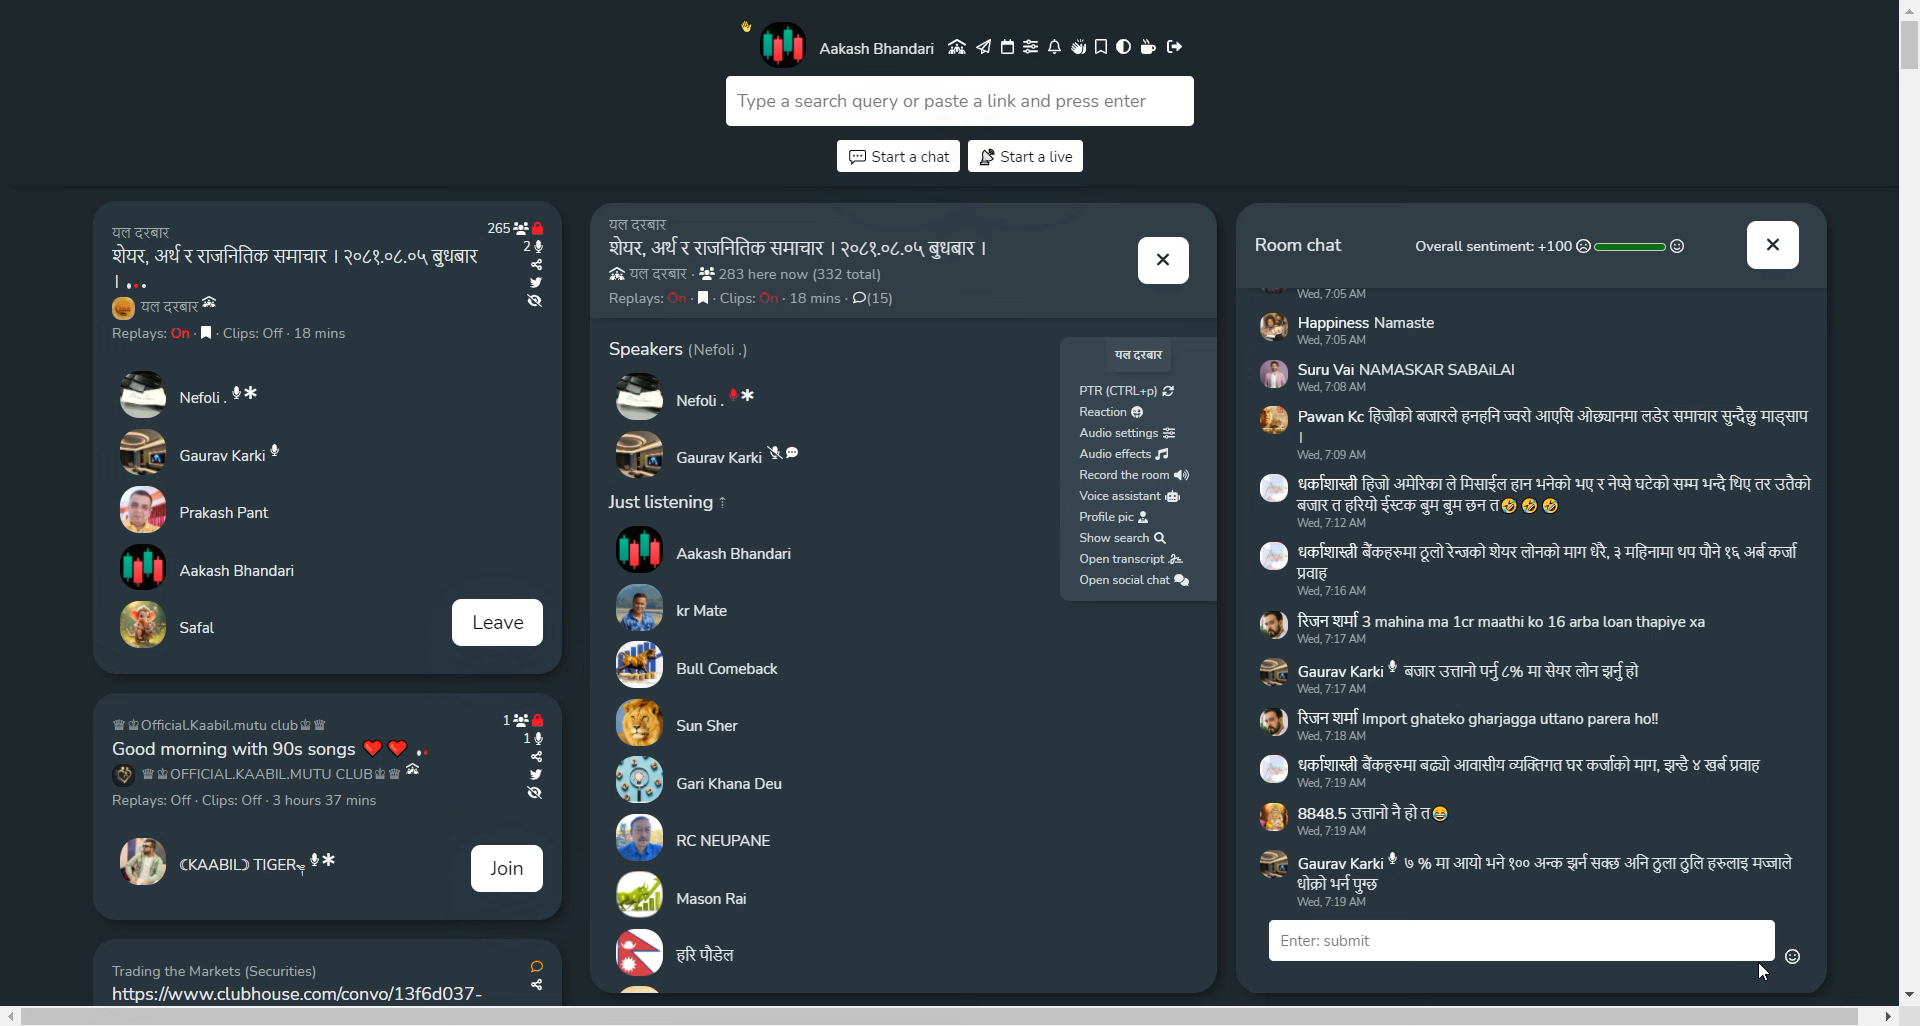 Aakash Bhandari
Type a search query or paste a link and press enter
Start a chat
Start a live
यल दरबार
265
शेयर, अर्थ र राजनितिक समाचार । २०८१.०८.०५ बुधबार
2
। ...
यल दरबार
Replays: On · Clips: Off · 18 mins
Nefoli .
Gaurav Karki
Prakash Pant
Aakash Bhandari
Safal
Leave
♕♔Official.Kaabil.mutu club♔♕
1
Good morning with 90s songs ❤️ ❤️ ..
1
♕♔OFFICIAL.KAABIL.MUTU CLUB♔♕
Replays: Off · Clips: Off · 3 hours 37 mins
☾KAABIL☽ TIGER
Join
Trading the Markets (Securities)
https://www.clubhouse.com/convo/13f6d037-
यल दरबार
शेयर, अर्थ र राजनितिक समाचार । २०८१.०८.०५ बुधबार ।
यल दरबार · 283 here now (332 total)
Replays: On · Clips: On · 18 mins · (15)
Speakers (Nefoli .)
Nefoli .
Gaurav Karki
Just listening ⇡
Aakash Bhandari
kr Mate
Bull Comeback
Sun Sher
Gari Khana Deu
RC NEUPANE
Mason Rai
हरि पौडेल
यल दरबार
PTR (CTRL+p)
Reaction
Audio settings
Audio effects
Record the room
Voice assistant
Profile pic
Show search
Open transcript
Open social chat
Room chat
Overall sentiment: +100
Wed, 7:05 AM
Happiness Namaste
Wed, 7:05 AM
Suru Vai NAMASKAR SABAiLAI
Wed, 7:08 AM
Pawan Kc हिजोको बजारले हनहनि ज्वरो आएसि ओछ्यानमा लडेर समाचार सुन्दैछु माड्साप
।
Wed, 7:09 AM
धर्काशास्त्री हिजो अमेरिका ले मिसाईल हान भनेको भए र नेप्से घटेको सम्म भन्दै थिए तर उतैको
बजार त हरियो ईस्टक बुम बुम छन त🤣 🤣 🤣
Wed, 7:12 AM
धर्काशास्त्री बैंकहरुमा ठूलो रेन्जको शेयर लोनको माग धेरै, ३ महिनामा थप पौने १६ अर्ब कर्जा
प्रवाह
Wed, 7:16 AM
रिजन शर्मा 3 mahina ma 1cr maathi ko 16 arba loan thapiye xa
Wed, 7:17 AM
Gaurav Karki बजार उत्तानो पर्नु ८% मा सेयर लोन झर्नु हो
Wed, 7:17 AM
रिजन शर्मा Import ghateko gharjagga uttano parera ho!!
Wed, 7:18 AM
धर्काशास्त्री बैंकहरुमा बढ्यो आवासीय व्यक्तिगत घर कर्जाको माग, झन्डै ४ खर्ब प्रवाह
Wed, 7:19 AM
8848.5 उत्तानो नै हो त😂
Wed, 7:19 AM
Gaurav Karki ७ % मा आयो भने १०० अन्क झर्न सक्छ अनि ठुला ठुलि हरुलाइ मज्जाले
धोक्रो भर्न पुग्छ
Wed, 7:19 AM
Enter: submit